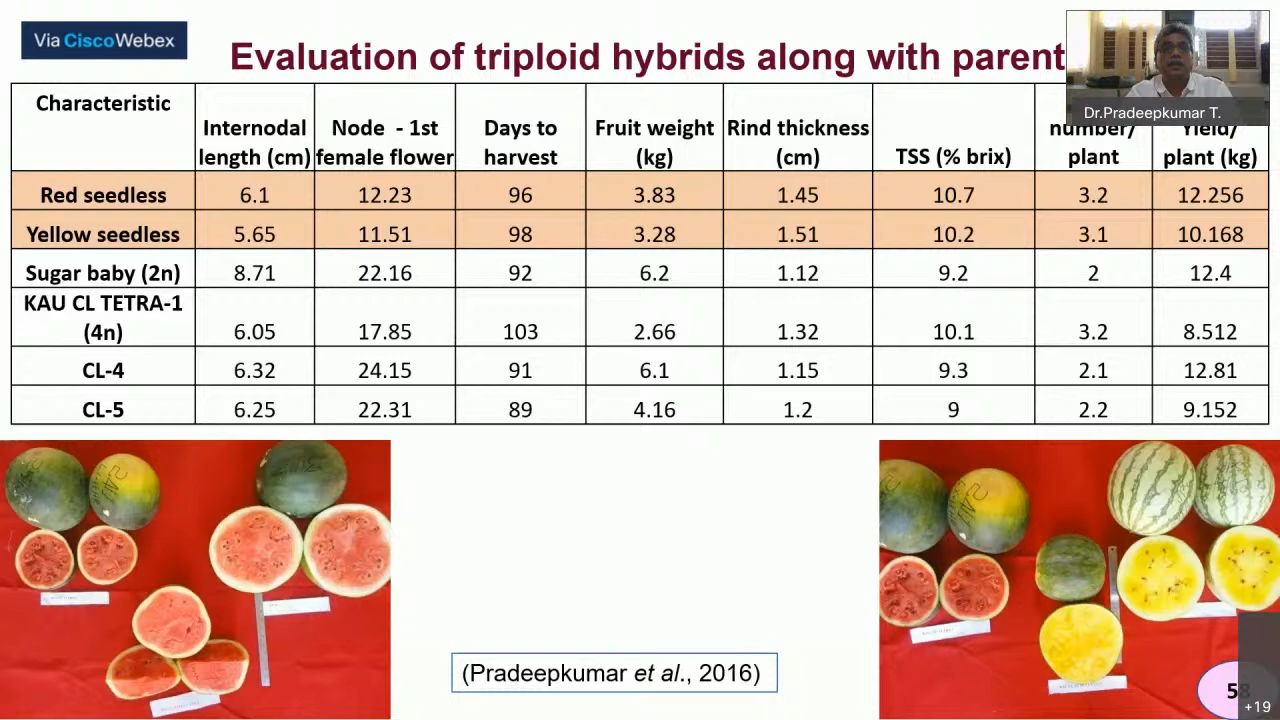 Via Cisco Webex
Evaluation of triploid hybrids along with parent
Dr.Pradeepkumar T.
Characteristic
Internodal length (cm)
Node - 1st female flower
Days to harvest
Fruit weight (kg)
Rind thickness (cm)
TSS (% brix)
number/ plant
Yield/ plant (kg)
Red seedless 6.1 12.23 96 3.83 1.45 10.7 3.2 12.256
Yellow seedless 5.65 11.51 98 3.28 1.51 10.2 3.1 10.168
Sugar baby (2n) 8.71 22.16 92 6.2 1.12 9.2 2 12.4
KAU CL TETRA-1
(4n) 6.05 17.85 103 2.66 1.32 10.1 3.2 8.512
CL-4 6.32 24.15 91 6.1 1.15 9.3 2.1 12.81
CL-5 6.25 22.31 89 4.16 1.2 9 2.2 9.152
(Pradeepkumar et al., 2016)
58
+19